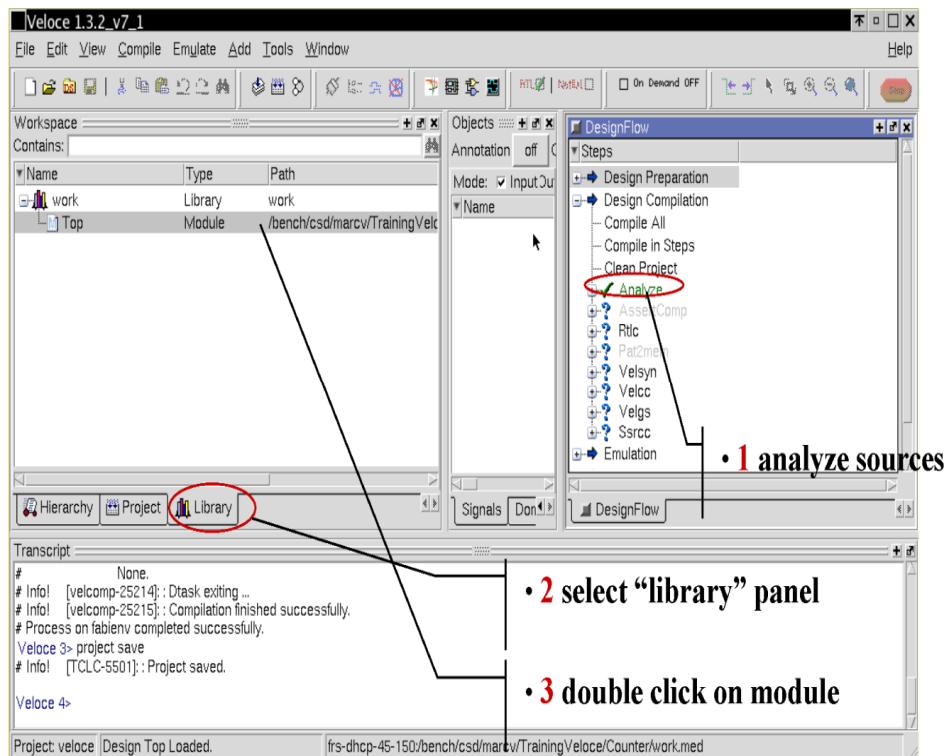 Veloce 1.3.2_v7_1
File Edit View Compile Emulate Add Tools Window Help
On Demand OFF
Stop
Workspace
Contains:
Name Type Path
work Library work
Top Module /bench/csd/marcv/TrainingVeloc
Hierarchy Project Library
Objects
Annotation off
Mode: Input
Name
Signals
DesignFlow
Steps
Design Preparation
Design Compilation
Compile All
Compile in Steps
Clean Project
Analyze
AssertComp
Rtlc
Pat2mem
Velsyn
Velcc
Velgs
Ssrcc
Emulation
DesignFlow
• 1 analyze sources
Transcript
# None.
# Info! [velcomp-25214]: : Dtask exiting ...
# Info! [velcomp-25215]: : Compilation finished successfully.
# Process on fabienv completed successfully.
Veloce 3> project save
# Info! [TCLC-5501]: : Project saved.
Veloce 4>
• 2 select “library” panel
• 3 double click on module
Project: veloce Design Top Loaded. frs-dhcp-45-150:/bench/csd/marcv/TrainingVeloce/Counter/work.med